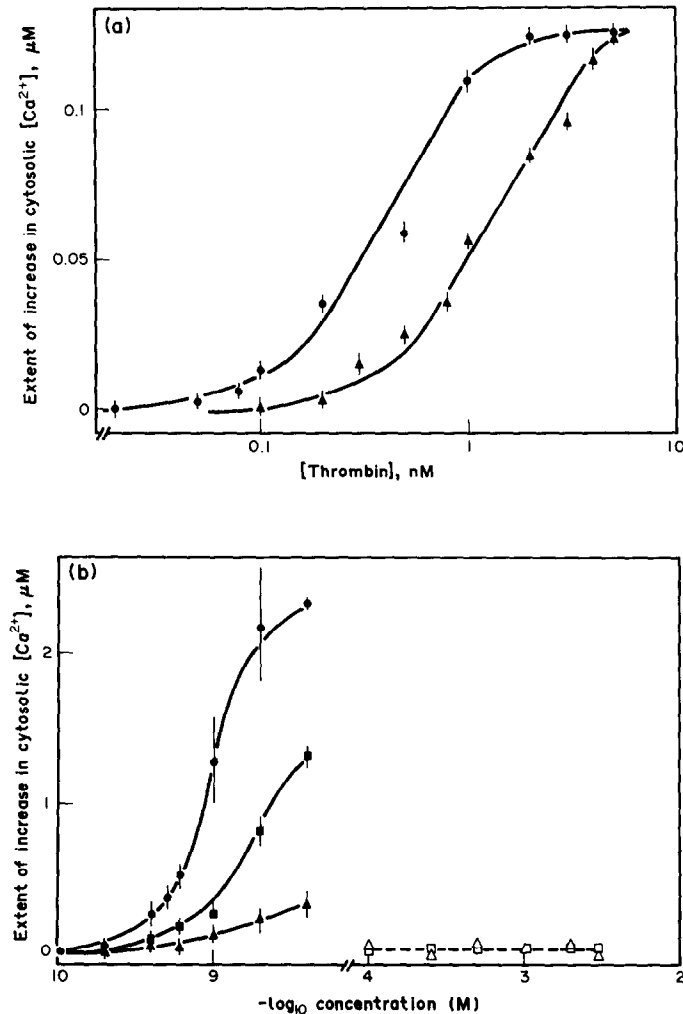 (a)
Extent of increase in cytosolic [Ca²⁺], μM
0.1
0.05
0
0.1
1
10
[Thrombin], nM
(b)
Extent of increase in cytosolic [Ca²⁺], μM
2
1
0
10
9
4
3
2
-log₁₀ concentration (M)